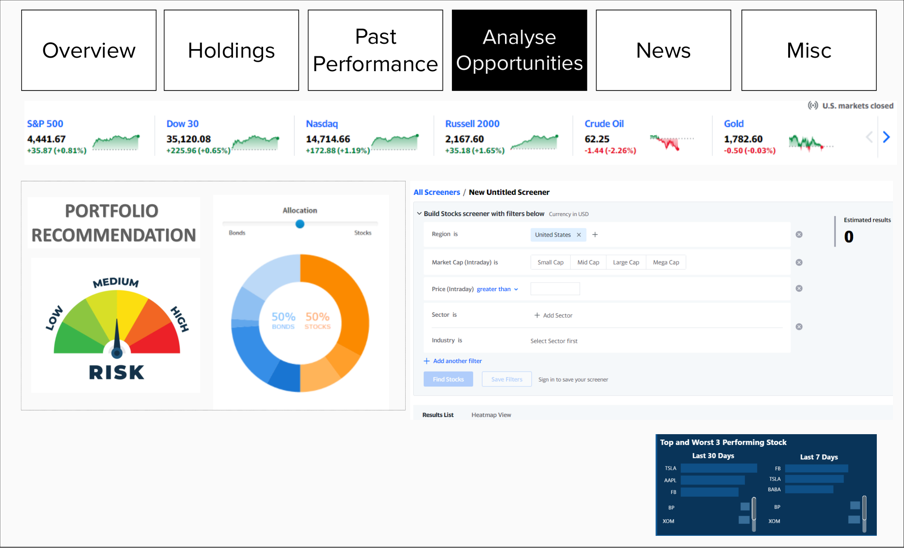 Overview
Holdings
Past
Performance
Analyse
Opportunities
News
Misc
U.S. markets closed
S&P 500
4,441.67
+35.87 (+0.81%)
Dow 30
35,120.08
+225.96 (+0.65%)
Nasdaq
14,714.66
+172.88 (+1.19%)
Russell 2000
2,167.60
+35.18 (+1.65%)
Crude Oil
62.25
-1.44 (-2.26%)
Gold
1,782.60
-0.50 (-0.03%)
PORTFOLIO
RECOMMENDATION
LOW
MEDIUM
HIGH
RISK
Allocation
Bonds
Stocks
50%
BONDS
50%
STOCKS
All Screeners / New Untitled Screener
Build Stocks screener with filters below Currency in USD
Region is
United States × +
Market Cap (Intraday) is
Small Cap
Mid Cap
Large Cap
Mega Cap
Price (Intraday) greater than
Sector is
+ Add Sector
Industry is
Select Sector first
+ Add another filter
Find Stocks
Save Filters
Sign in to save your screener
Estimated results
0
Results List
Heatmap View
Top and Worst 3 Performing Stock
Last 30 Days
TSLA
AAPL
FB
BP
XOM
Last 7 Days
FB
TSLA
BABA
BP
XOM